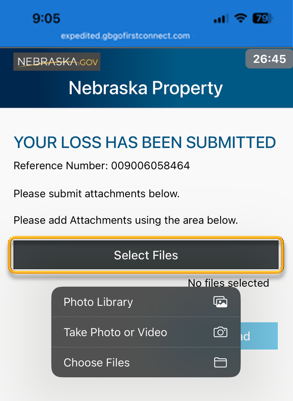 9:05
79
expedited.gbgofirstconnect.com
NEBRASKA.GOV
26:45
Nebraska Property
YOUR LOSS HAS BEEN SUBMITTED
Reference Number: 009006058464
Please submit attachments below.
Please add Attachments using the area below.
Select Files
No files selected
Photo Library
Take Photo or Video
Choose Files